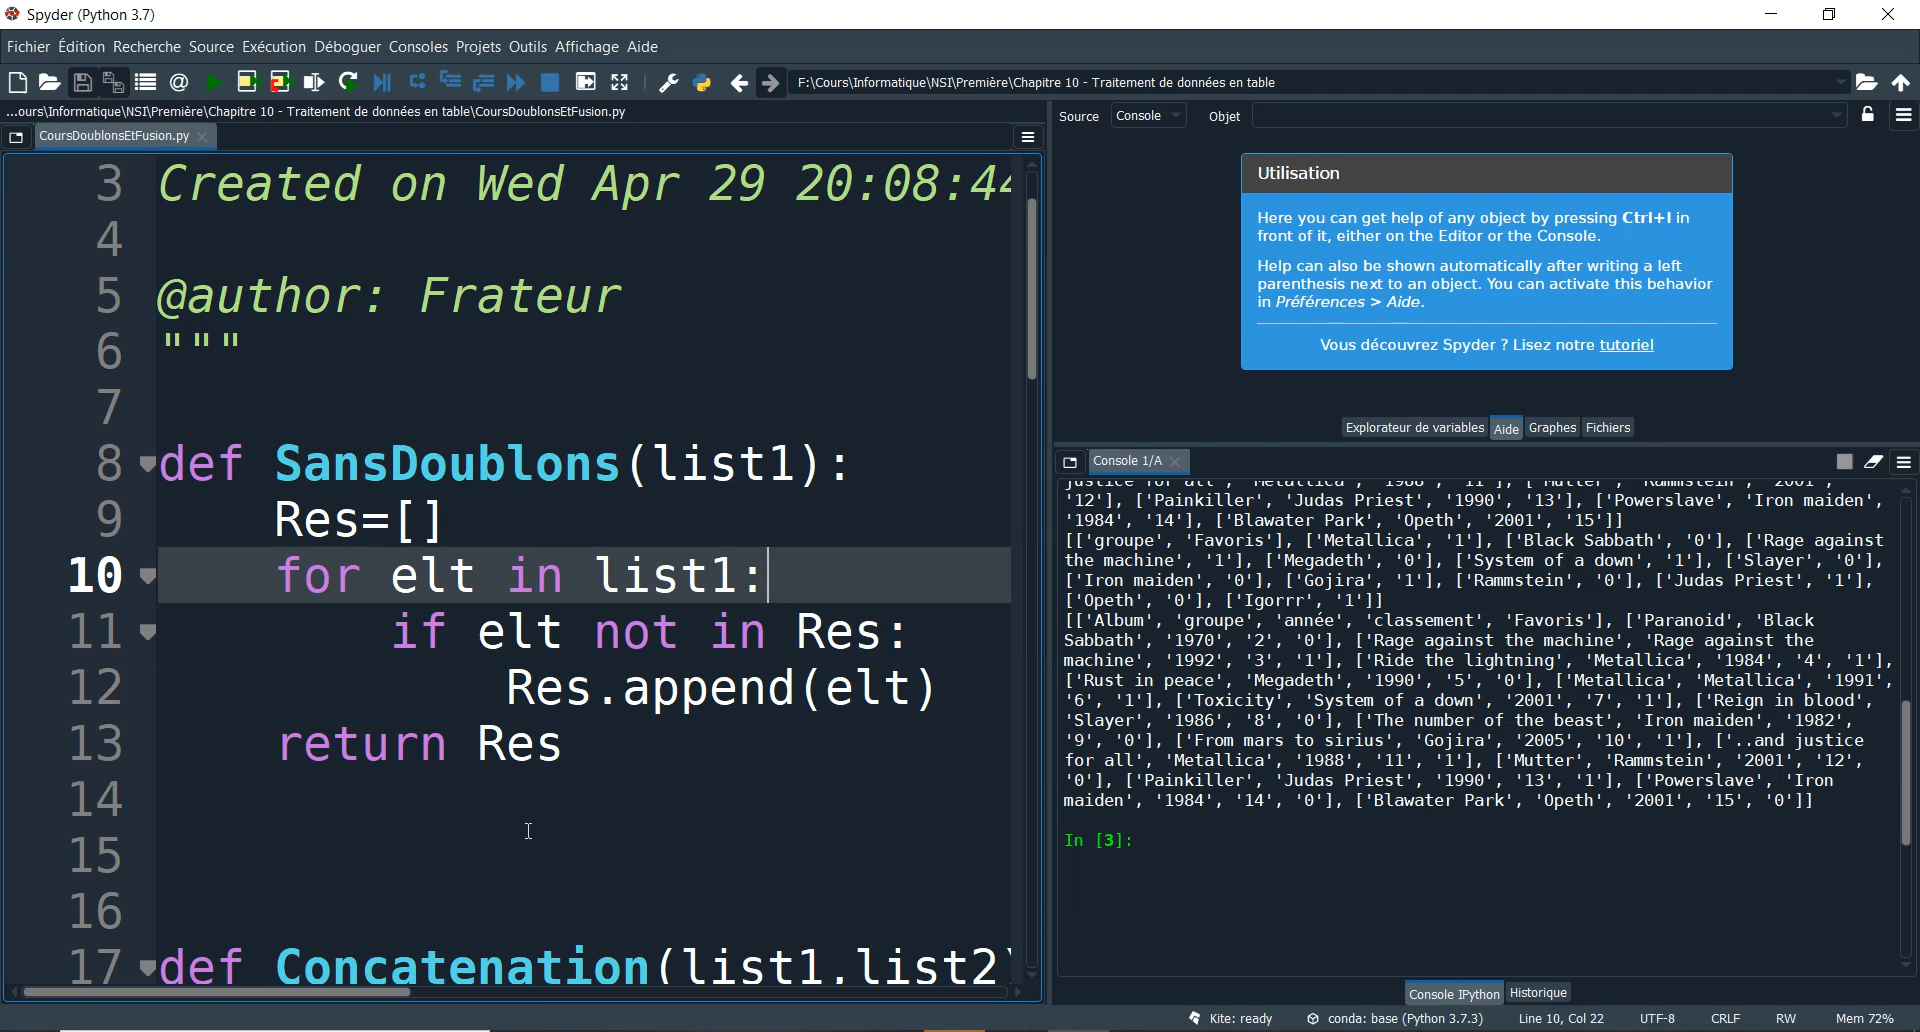 Spyder (Python 3.7)
Fichier Édition Recherche Source Exécution Déboguer Consoles Projets Outils Affichage Aide
F:\Cours\Informatique\NSI\Première\Chapitre 10 - Traitement de données en table
...ours\Informatique\NSI\Première\Chapitre 10 - Traitement de données en table\CoursDoublonsEtFusion.py
CoursDoublonsEtFusion.py
3 Created on Wed Apr 29 20:08:44
4
5 @author: Frateur
6 """
7
8 def SansDoublons(list1):
9 Res=[]
10 for elt in list1:
11 if elt not in Res:
12 Res.append(elt)
13 return Res
14
15
16
17 def Concatenation(list1,list2)
Source Console Objet
Utilisation
Here you can get help of any object by pressing Ctrl+I in
front of it, either on the Editor or the Console.
Help can also be shown automatically after writing a left
parenthesis next to an object. You can activate this behavior
in Préférences > Aide.
Vous découvrez Spyder ? Lisez notre tutoriel
Explorateur de variables Aide Graphes Fichiers
Console 1/A
justice for all', 'Metallica', '1988', '11'], ['Mutter', 'Rammstein', '2001',
'12'], ['Painkiller', 'Judas Priest', '1990', '13'], ['Powerslave', 'Iron maiden',
'1984', '14'], ['Blawater Park', 'Opeth', '2001', '15']]
[['groupe', 'Favoris'], ['Metallica', '1'], ['Black Sabbath', '0'], ['Rage against
the machine', '1'], ['Megadeth', '0'], ['System of a down', '1'], ['Slayer', '0'],
['Iron maiden', '0'], ['Gojira', '1'], ['Rammstein', '0'], ['Judas Priest', '1'],
['Opeth', '0'], ['Igorrr', '1']]
[['Album', 'groupe', 'année', 'classement', 'Favoris'], ['Paranoid', 'Black
Sabbath', '1970', '2', '0'], ['Rage against the machine', 'Rage against the
machine', '1992', '3', '1'], ['Ride the lightning', 'Metallica', '1984', '4', '1'],
['Rust in peace', 'Megadeth', '1990', '5', '0'], ['Metallica', 'Metallica', '1991',
'6', '1'], ['Toxicity', 'System of a down', '2001', '7', '1'], ['Reign in blood',
'Slayer', '1986', '8', '0'], ['The number of the beast', 'Iron maiden', '1982',
'9', '0'], ['From mars to sirius', 'Gojira', '2005', '10', '1'], ['..and justice
for all', 'Metallica', '1988', '11', '1'], ['Mutter', 'Rammstein', '2001', '12',
'0'], ['Painkiller', 'Judas Priest', '1990', '13', '1'], ['Powerslave', 'Iron
maiden', '1984', '14', '0'], ['Blawater Park', 'Opeth', '2001', '15', '0']]
In [3]:
Console IPython Historique
Kite: ready conda: base (Python 3.7.3) Line 10, Col 22 UTF-8 CRLF RW Mem 72%